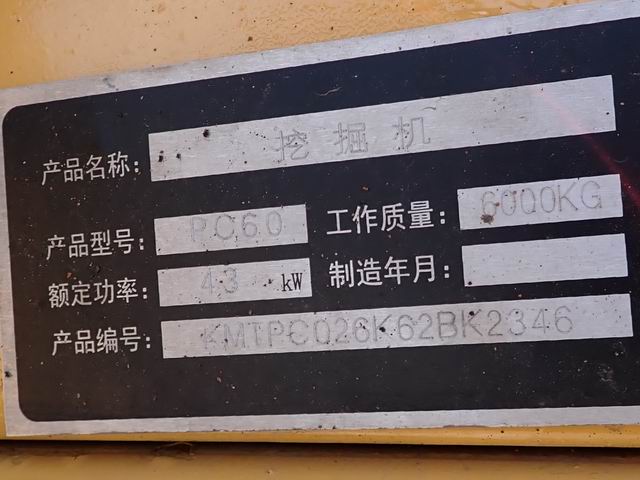 产品名称: 挖掘机
产品型号: PC60 工作质量: 6000KG
额定功率: 43 kW 制造年月:
产品编号: KMTPC026K62BK2346